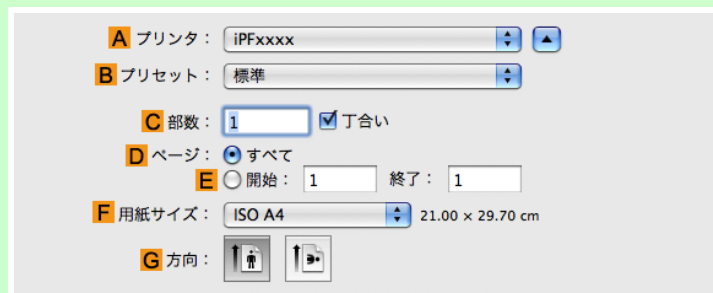 A プリンタ： iPFxxxx
B プリセット： 標準
C 部数： 1 丁合い
D ページ： すべて
E 開始： 1 終了： 1
F 用紙サイズ： ISO A4 21.00 × 29.70 cm
G 方向：